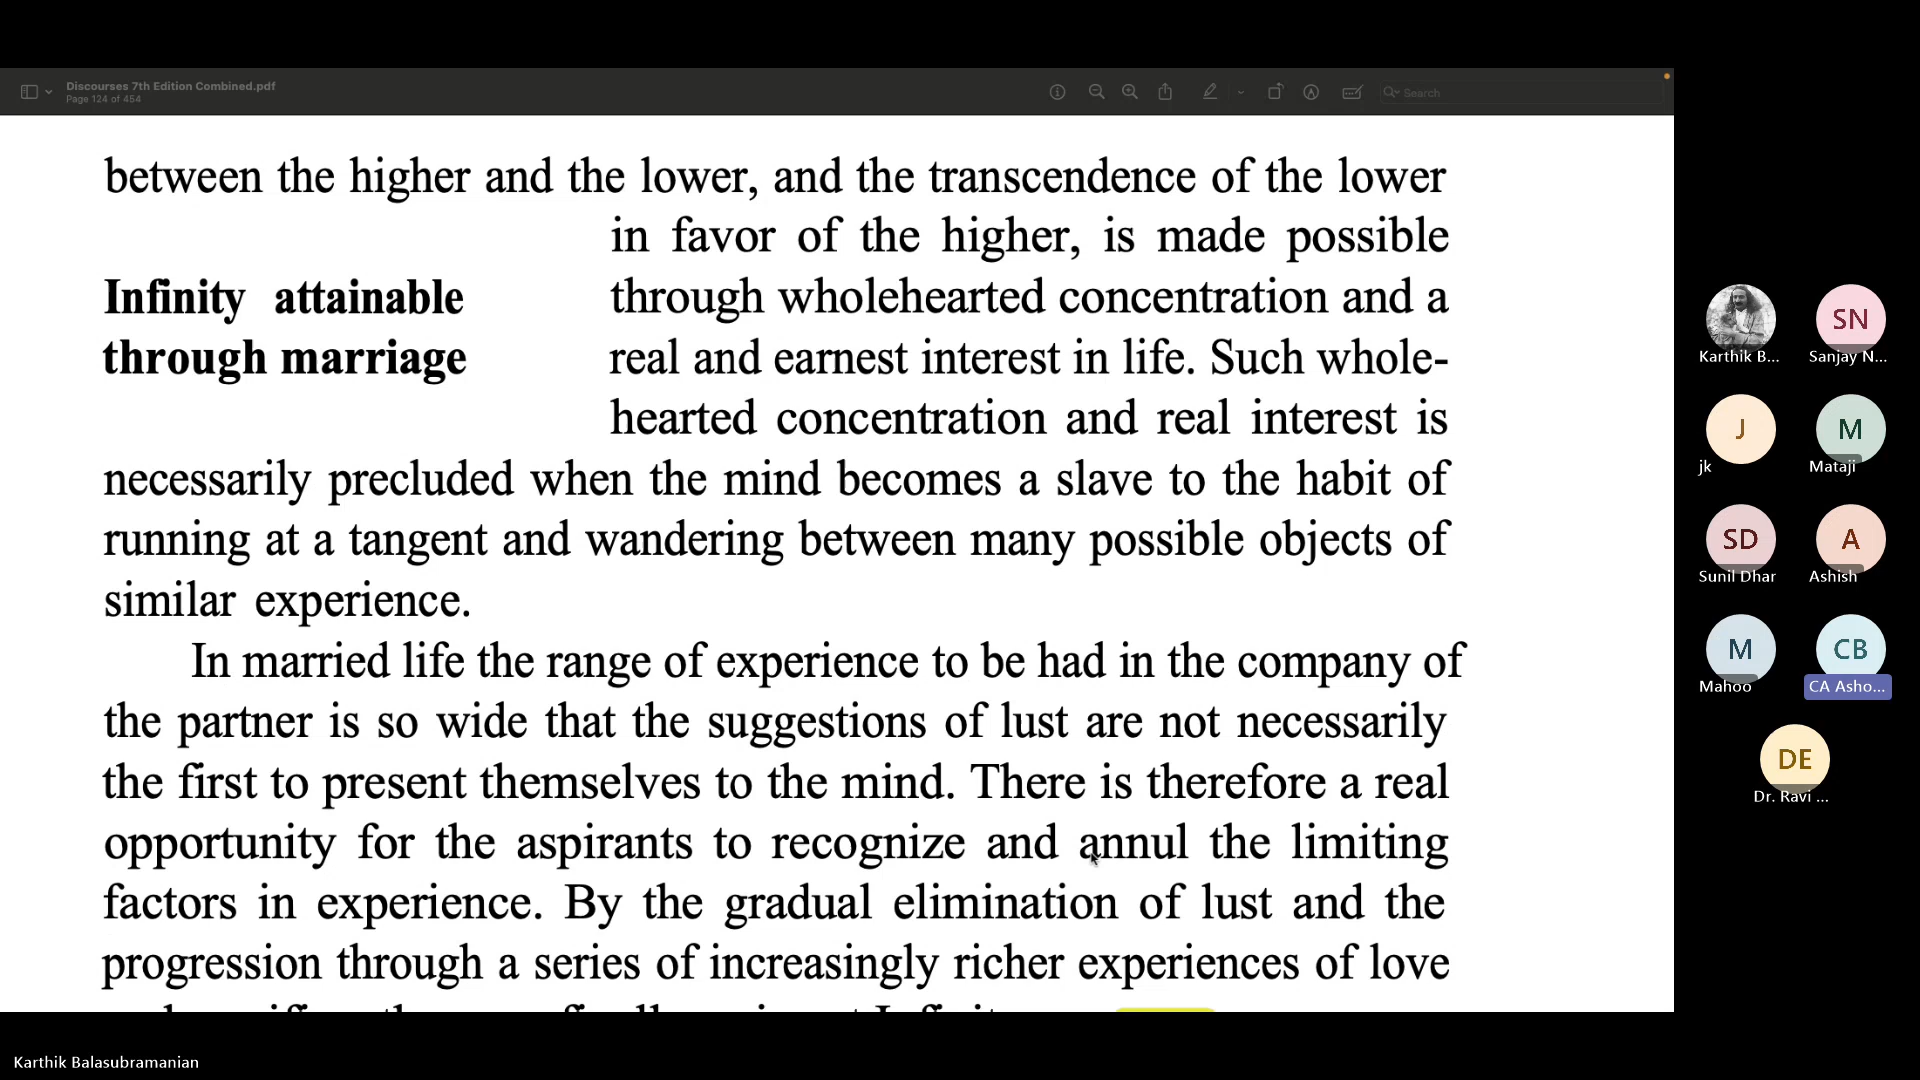 Discourses 7th Edition Combined.pdf
Page 124 of 454
Search
between the higher and the lower, and the transcendence of the lower
in favor of the higher, is made possible
Infinity attainable
through marriage
through wholehearted concentration and a
real and earnest interest in life. Such whole-
hearted concentration and real interest is
necessarily precluded when the mind becomes a slave to the habit of
running at a tangent and wandering between many possible objects of
similar experience.
In married life the range of experience to be had in the company of
the partner is so wide that the suggestions of lust are not necessarily
the first to present themselves to the mind. There is therefore a real
opportunity for the aspirants to recognize and annul the limiting
factors in experience. By the gradual elimination of lust and the
progression through a series of increasingly richer experiences of love
Karthik B...
SN
Sanjay N...
J
jk
M
Mataji
SD
Sunil Dhar
A
Ashish
M
Mahoo
CB
CA Asho...
DE
Dr. Ravi ...
Karthik Balasubramanian